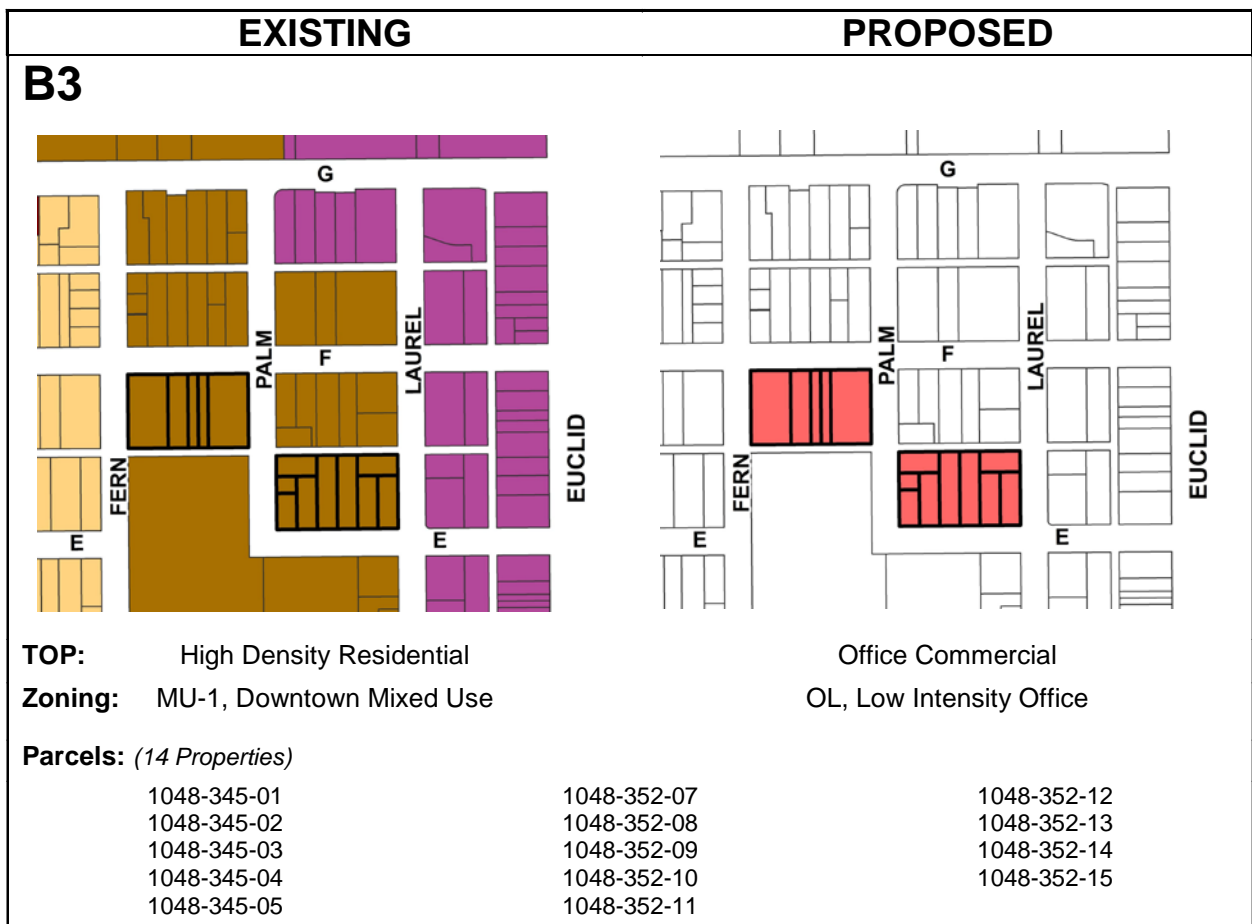 EXISTING PROPOSED
B3
G
PALM
LAUREL
F
FERN
EUCLID
E
E
G
PALM
LAUREL
F
FERN
EUCLID
E
E
TOP: High Density Residential Office Commercial
Zoning: MU-1, Downtown Mixed Use OL, Low Intensity Office
Parcels: (14 Properties)
1048-345-01 1048-352-07 1048-352-12
1048-345-02 1048-352-08 1048-352-13
1048-345-03 1048-352-09 1048-352-14
1048-345-04 1048-352-10 1048-352-15
1048-345-05 1048-352-11